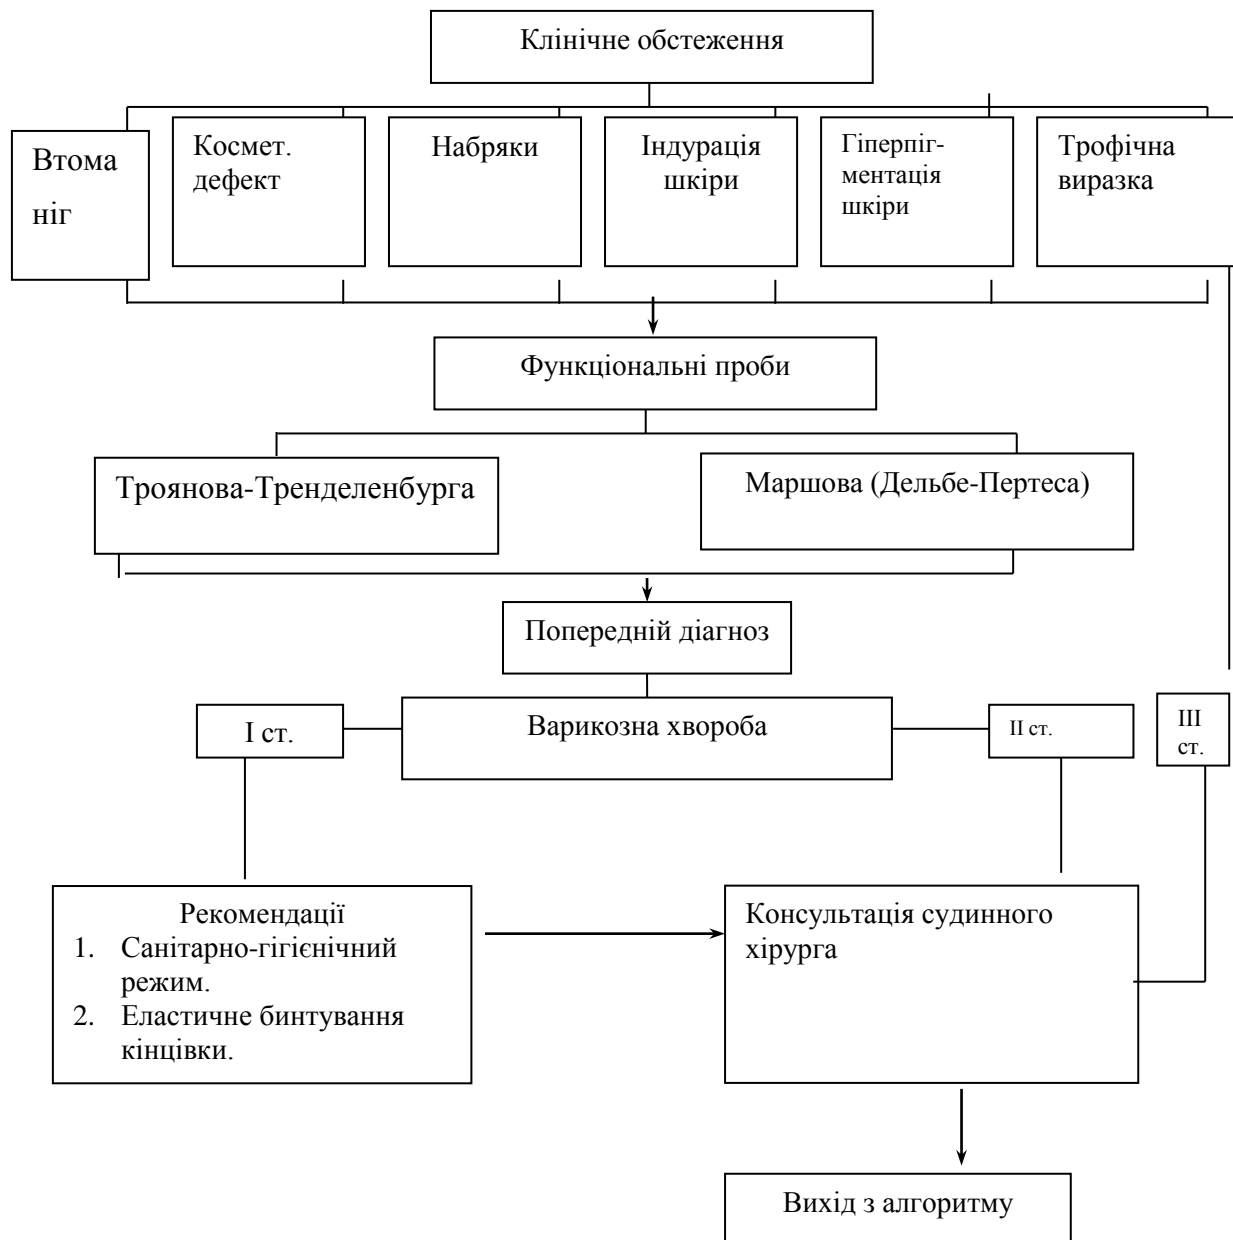 Клінічне обстеження
Втома
ніг
Космет.
дефект
Набряки
Індурація
шкіри
Гіперпіг-
ментація
шкіри
Трофічна
виразка
Функціональні проби
Троянова-Тренделенбурга
Маршова (Дельбе-Пертеса)
Попередній діагноз
I ст.
Варикозна хвороба
II ст.
III
ст.
Рекомендації
1. Санітарно-гігієнічний
режим.
2. Еластичне бинтування
кінцівки.
Консультація судинного
хірурга
Вихід з алгоритму